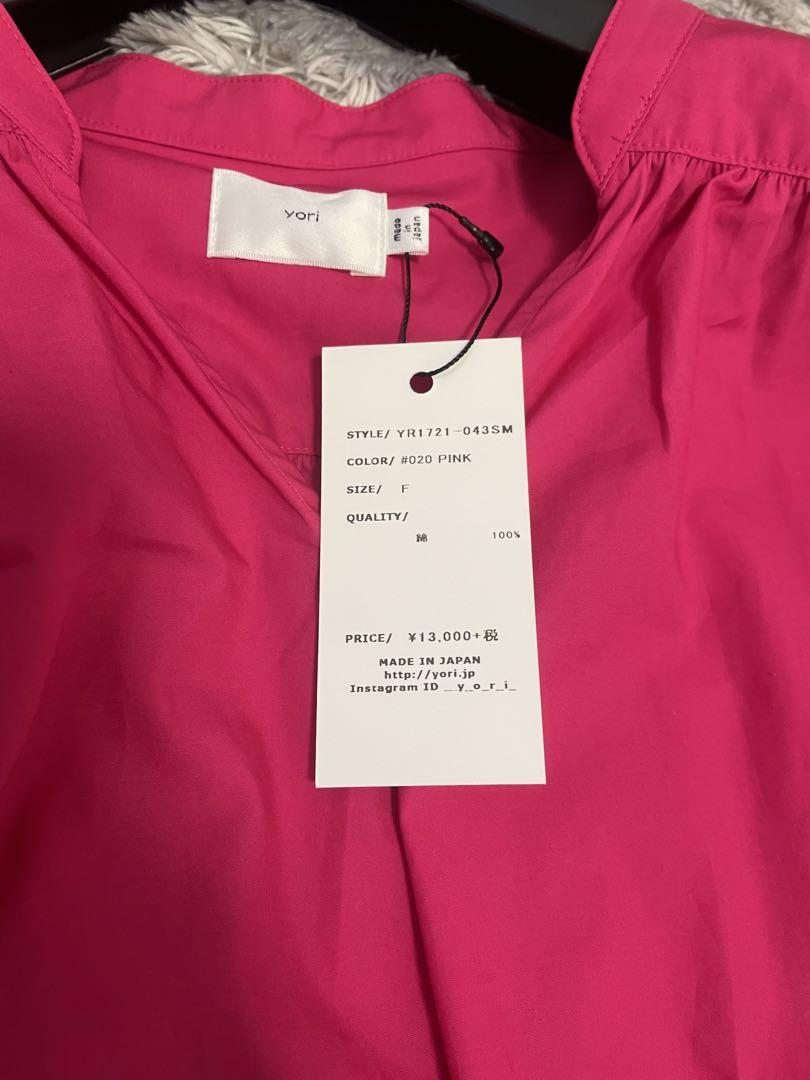 yori
made
in
japan
STYLE/ YR1721-043SM
COLOR/ #020 PINK
SIZE/ F
QUALITY/
綿 100%
PRICE/ ¥13,000+税
MADE IN JAPAN
http://yori.jp
Instagram ID __y_o_r_i_